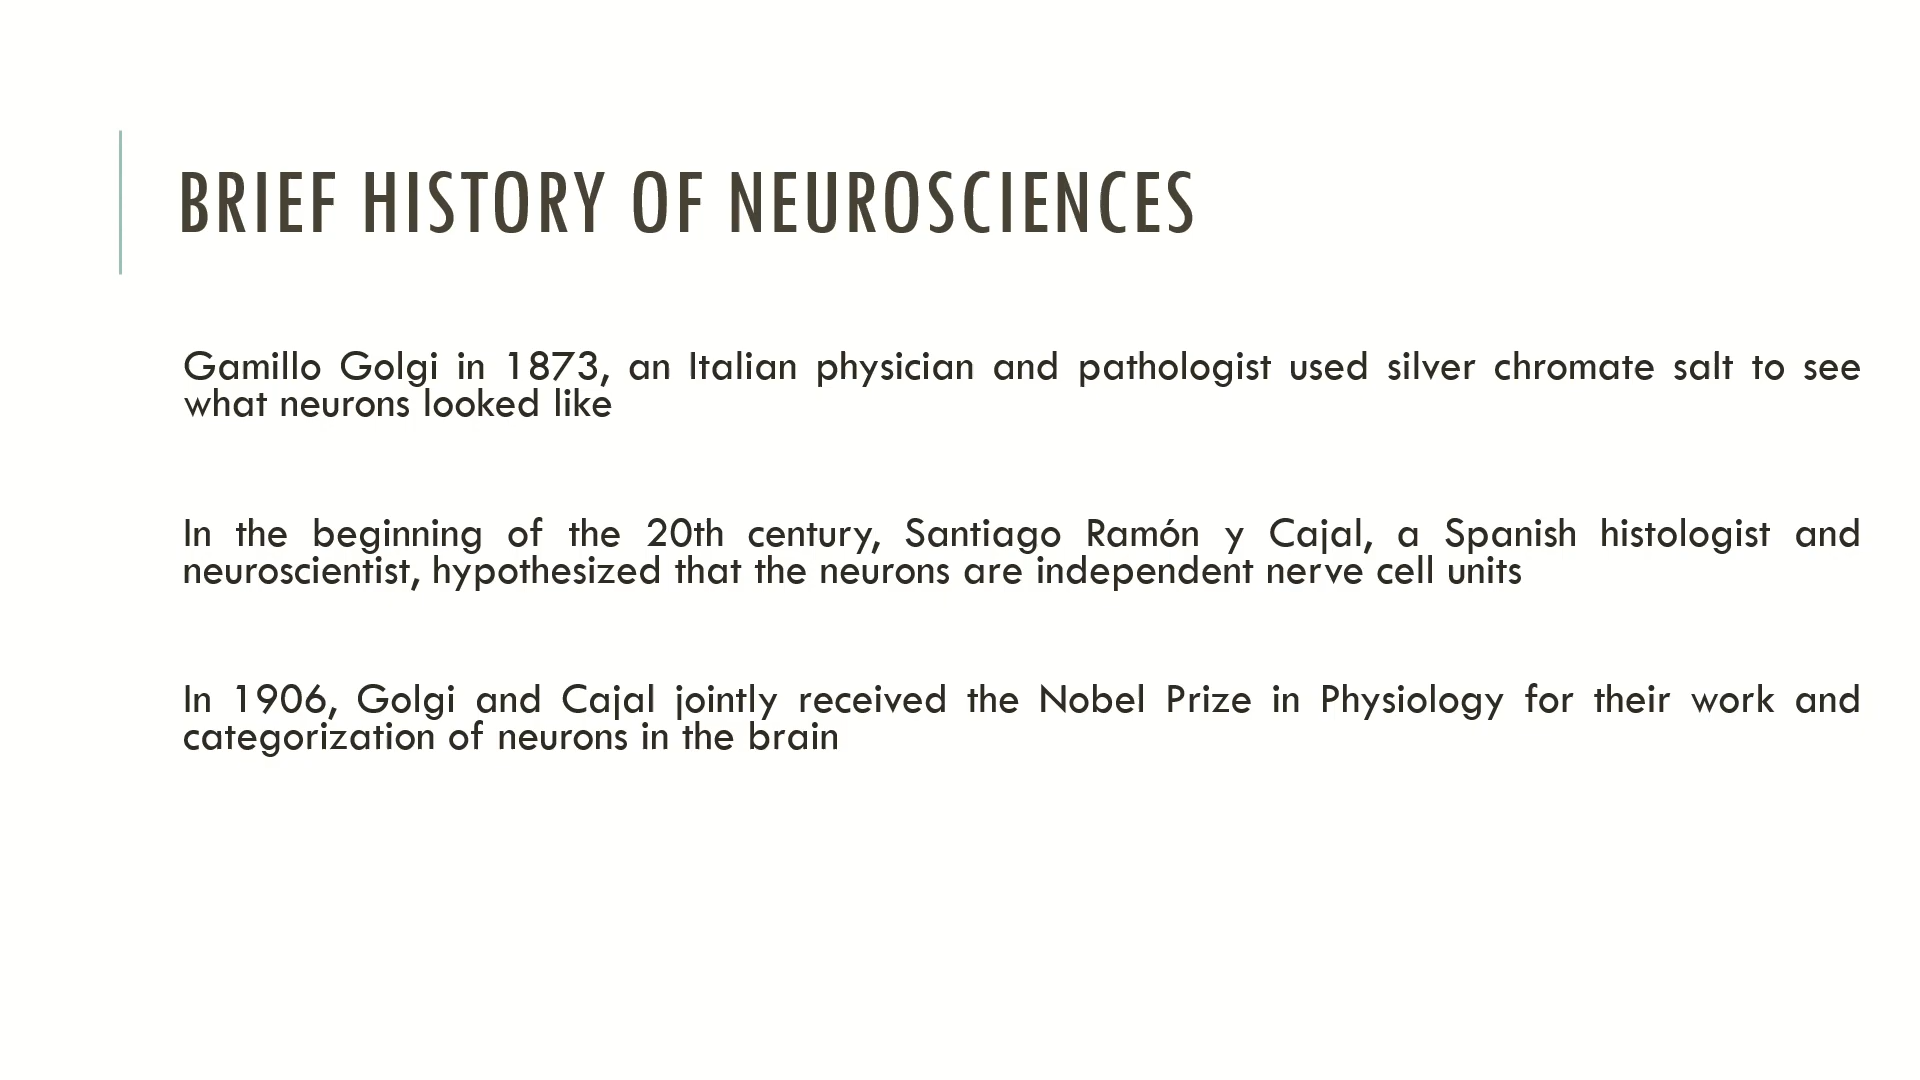 BRIEF HISTORY OF NEUROSCIENCES
Gamillo Golgi in 1873, an Italian physician and pathologist used silver chromate salt to see
what neurons looked like
In the beginning of the 20th century, Santiago Ramón y Cajal, a Spanish histologist and
neuroscientist, hypothesized that the neurons are independent nerve cell units
In 1906, Golgi and Cajal jointly received the Nobel Prize in Physiology for their work and
categorization of neurons in the brain